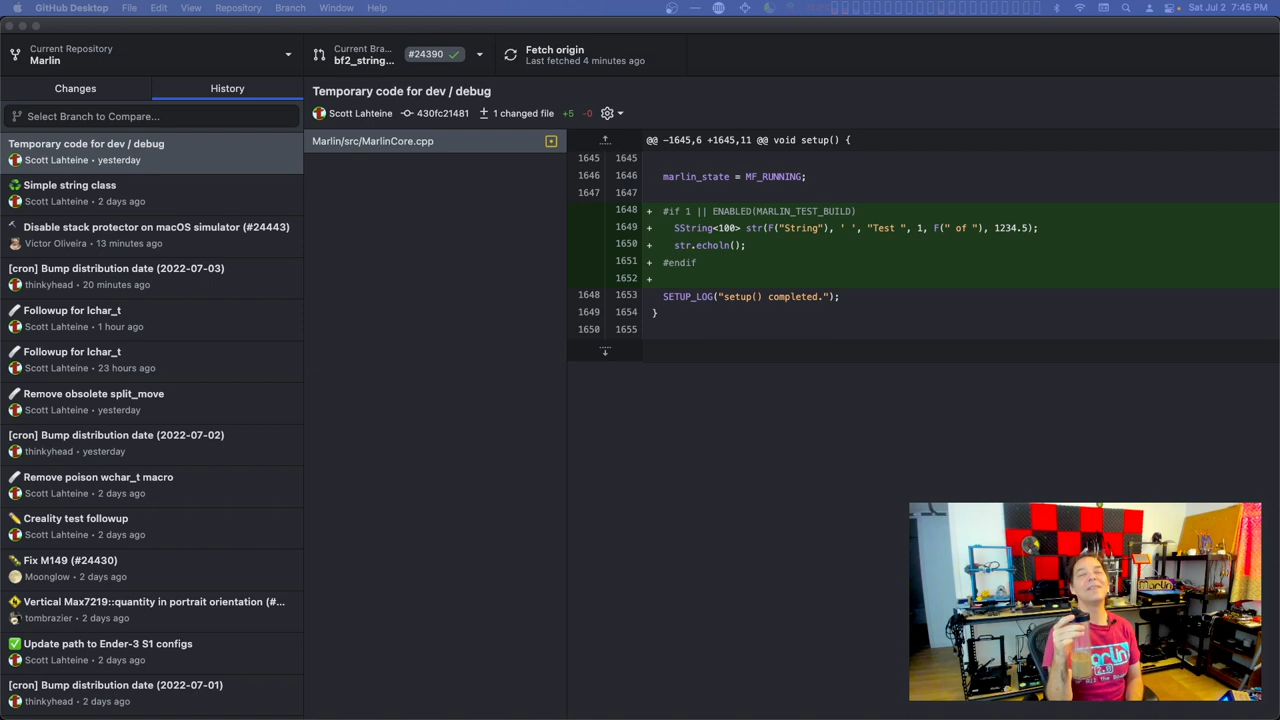 GitHub Desktop File Edit View Repository Branch Window Help
Sat Jul 2 7:45 PM
Current Repository
Marlin
Current Bra...
bf2_string...
#24390
Fetch origin
Last fetched 4 minutes ago
Changes
History
Select Branch to Compare...
Temporary code for dev / debug
Scott Lahteine • yesterday
Simple string class
Scott Lahteine • 2 days ago
Disable stack protector on macOS simulator (#24443)
Victor Oliveira • 13 minutes ago
[cron] Bump distribution date (2022-07-03)
thinkyhead • 20 minutes ago
Followup for lchar_t
Scott Lahteine • 1 hour ago
Followup for lchar_t
Scott Lahteine • 23 hours ago
Remove obsolete split_move
Scott Lahteine • yesterday
[cron] Bump distribution date (2022-07-02)
thinkyhead • yesterday
Remove poison wchar_t macro
Scott Lahteine • 2 days ago
Creality test followup
Scott Lahteine • 2 days ago
Fix M149 (#24430)
Moonglow • 2 days ago
Vertical Max7219::quantity in portrait orientation (#...
tombrazier • 2 days ago
Update path to Ender-3 S1 configs
Scott Lahteine • 2 days ago
[cron] Bump distribution date (2022-07-01)
thinkyhead • 2 days ago
Temporary code for dev / debug
Scott Lahteine 430fc21481 1 changed file +5 -0
Marlin/src/MarlinCore.cpp
@@ -1645,6 +1645,11 @@ void setup() {
1645 1645
1646 1646 marlin_state = MF_RUNNING;
1647 1647
1648 + #if 1 || ENABLED(MARLIN_TEST_BUILD)
1649 + SString<100> str(F("String"), ' ', "Test ", 1, F(" of "), 1234.5);
1650 + str.echoln();
1651 + #endif
1652 +
1648 1653 SETUP_LOG("setup() completed.");
1649 1654 }
1650 1655
Marlin
2.0